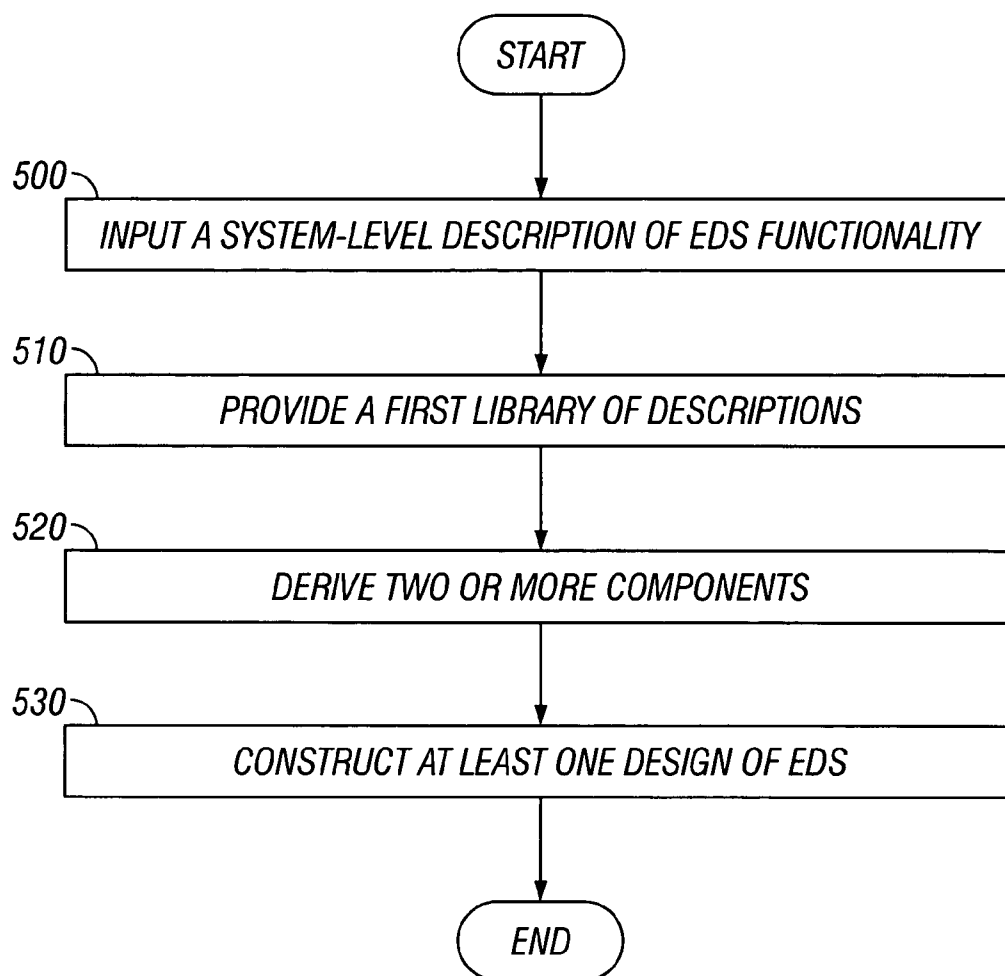 START
500
INPUT A SYSTEM-LEVEL DESCRIPTION OF EDS FUNCTIONALITY
510
PROVIDE A FIRST LIBRARY OF DESCRIPTIONS
520
DERIVE TWO OR MORE COMPONENTS
530
CONSTRUCT AT LEAST ONE DESIGN OF EDS
END